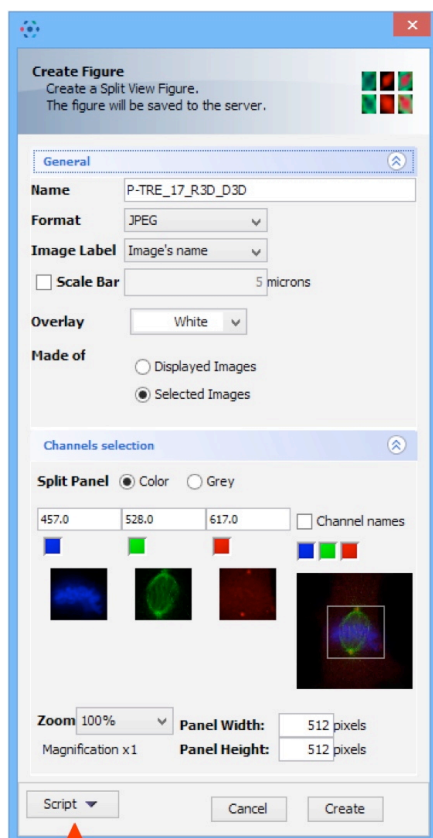 Create Figure
Create a Split View Figure.
The figure will be saved to the server.
General
Name P-TRE_17_R3D_D3D
Format JPEG
Image Label Image's name
Scale Bar 5 microns
Overlay White
Made of
Displayed Images
Selected Images
Channels selection
Split Panel Color Grey
457.0 528.0 617.0 Channel names
Zoom 100% Panel Width: 512 pixels
Magnification x1 Panel Height: 512 pixels
Script Cancel Create